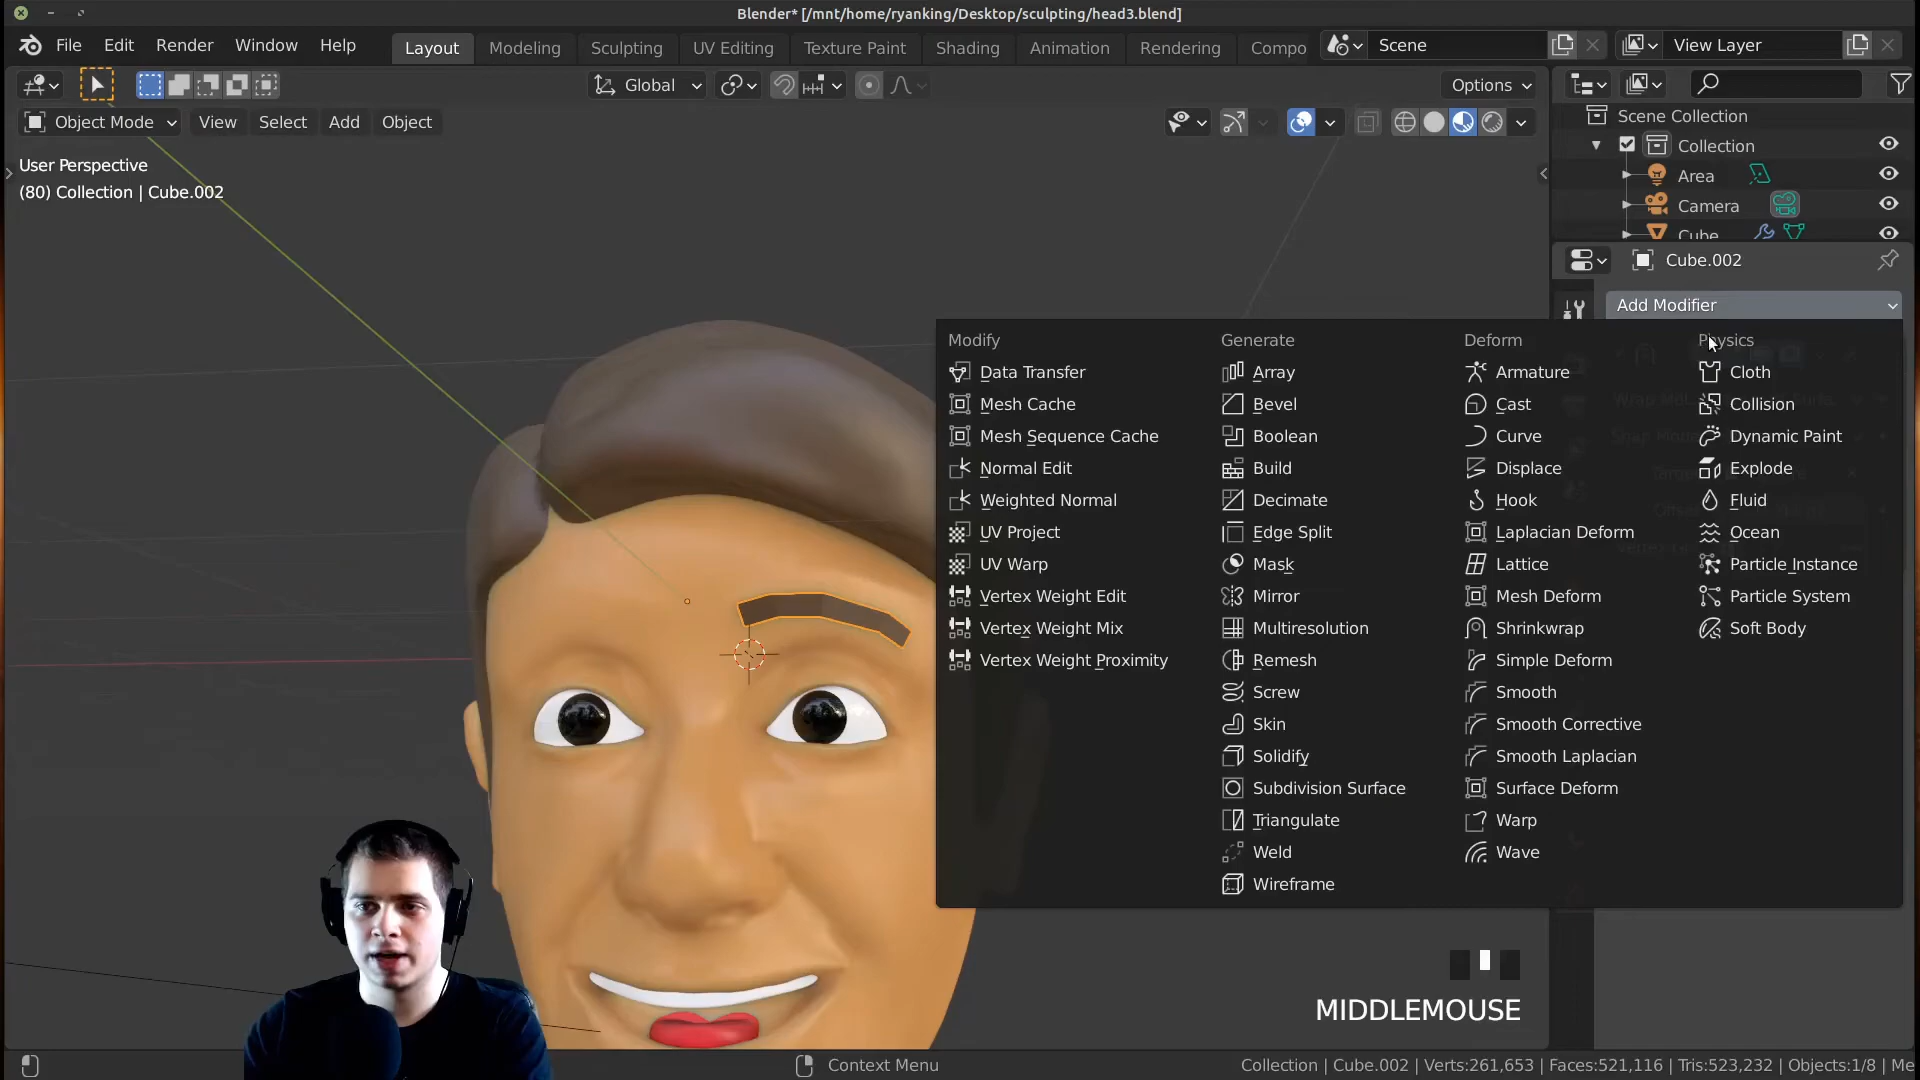 Blender* [/mnt/home/ryanking/Desktop/sculpting/head3.blend]
File Edit Render Window Help
Layout Modeling Sculpting UV Editing Texture Paint Shading Animation Rendering Compo
Scene
View Layer
Global
Options
Object Mode View Select Add Object
User Perspective
(80) Collection | Cube.002
Scene Collection
Collection
Area
Camera
Cube
Cube.002
Add Modifier
Modify
Data Transfer
Mesh Cache
Mesh Sequence Cache
Normal Edit
Weighted Normal
UV Project
UV Warp
Vertex Weight Edit
Vertex Weight Mix
Vertex Weight Proximity
Generate
Array
Bevel
Boolean
Build
Decimate
Edge Split
Mask
Mirror
Multiresolution
Remesh
Screw
Skin
Solidify
Subdivision Surface
Triangulate
Weld
Wireframe
Deform
Armature
Cast
Curve
Displace
Hook
Laplacian Deform
Lattice
Mesh Deform
Shrinkwrap
Simple Deform
Smooth
Smooth Corrective
Smooth Laplacian
Surface Deform
Warp
Wave
Physics
Cloth
Collision
Dynamic Paint
Explode
Fluid
Ocean
Particle Instance
Particle System
Soft Body
MIDDLEMOUSE
Context Menu
Collection | Cube.002 | Verts:261,653 | Faces:521,116 | Tris:523,232 | Objects:1/8 | Me